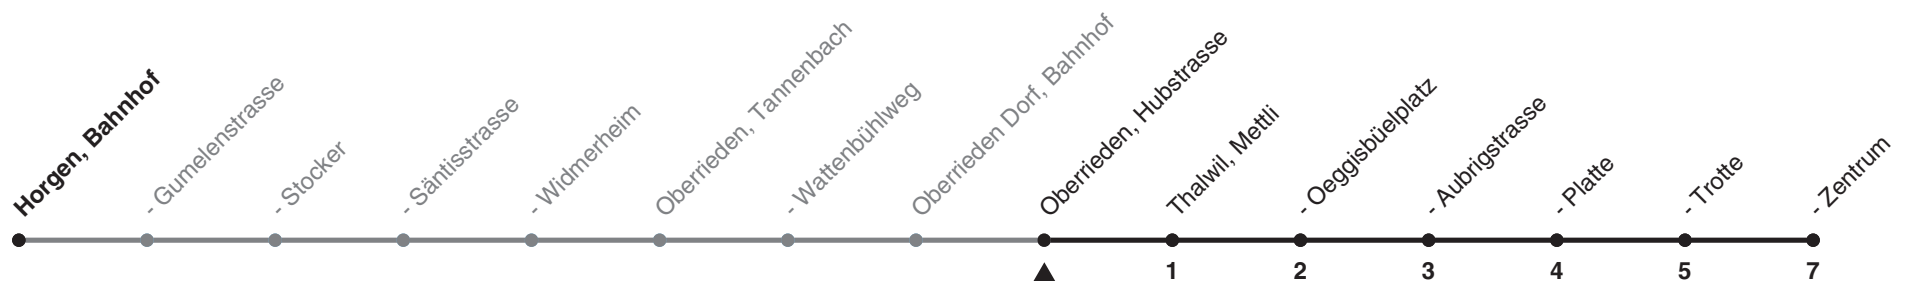 Horgen, Bahnhof
- Gumelenstrasse
- Stocker
- Säntisstrasse
- Widmerheim
Oberrieden, Tannenbach
- Wattenbühlweg
Oberrieden Dorf, Bahnhof
Oberrieden, Hubstrasse
Thalwil, Mettli
- Oeggisbüelplatz
- Aubrigstrasse
- Platte
- Trotte
- Zentrum
1 2 3 4 5 7